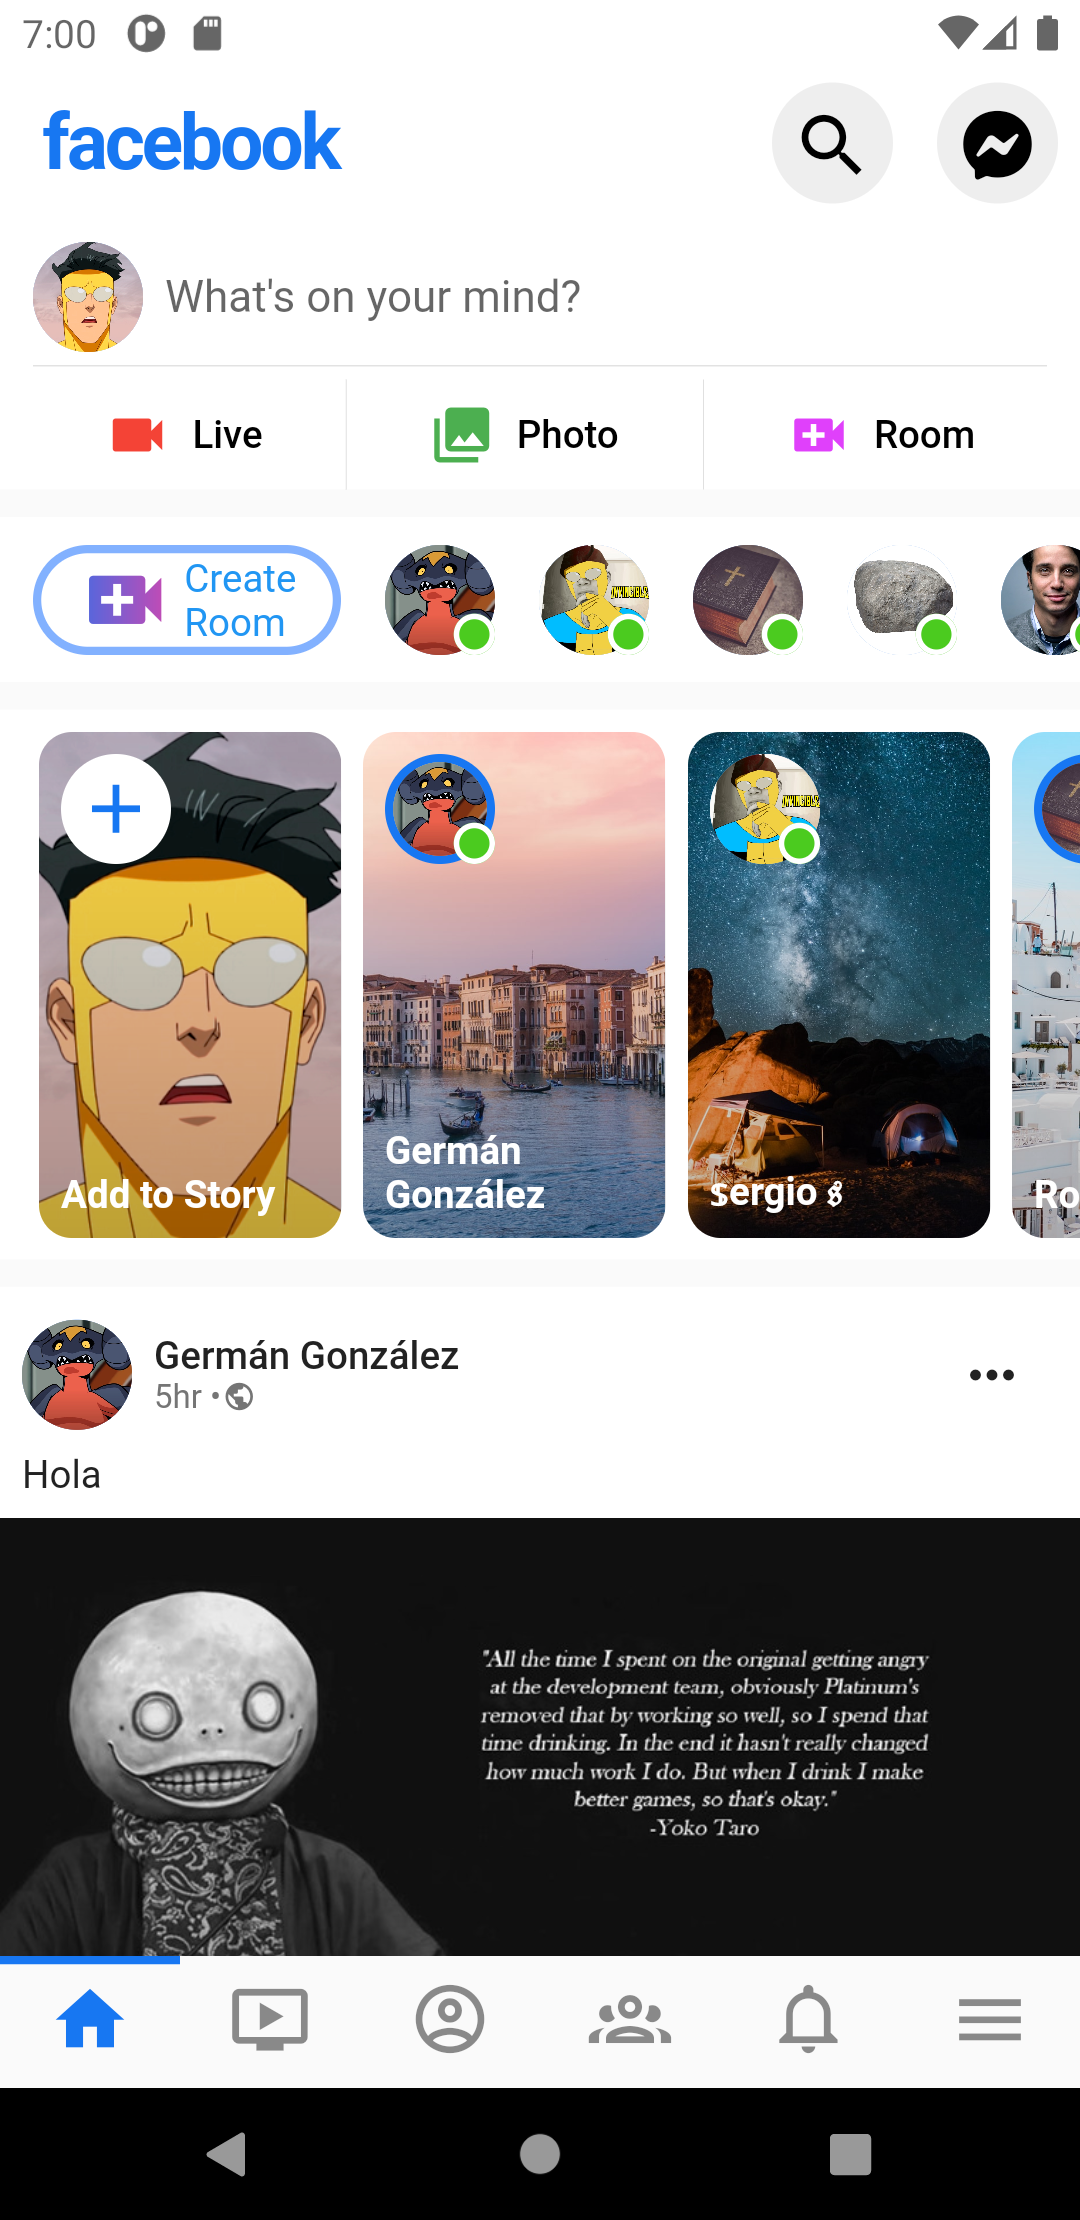 7:00
facebook
What's on your mind?
Live
Photo
Room
Create
Room
Add to Story
Germán
González
sergio
Ro
Germán González
5hr •
Hola
"All the time I spent on the original getting angry
at the development team, obviously Platinum's
removed that by working so well, so I spend that
time drinking. In the end it hasn't really changed
how much work I do. But when I drink I make
better games, so that's okay."
-Yoko Taro